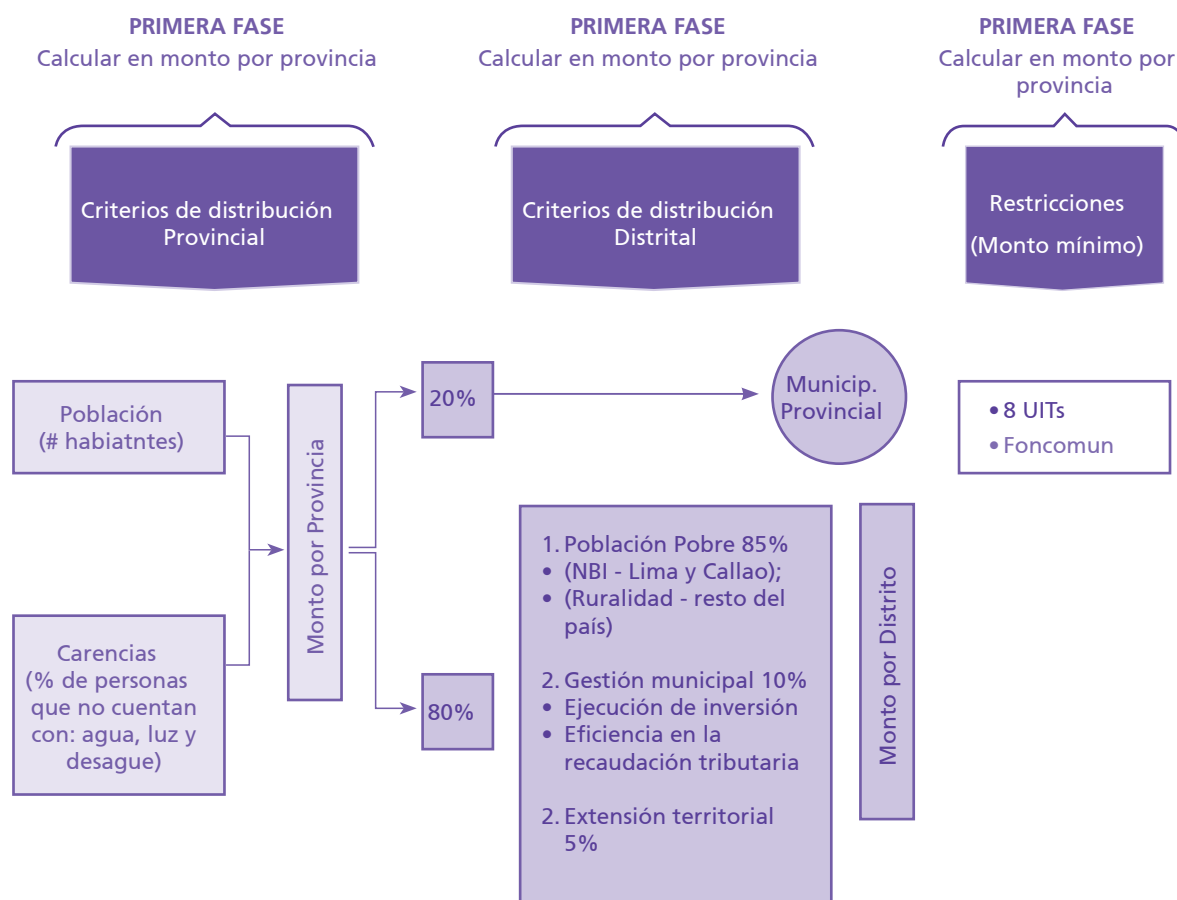 PRIMERA FASE
Calcular en monto por provincia
PRIMERA FASE
Calcular en monto por provincia
PRIMERA FASE
Calcular en monto por
provincia
Criterios de distribución
Provincial
Criterios de distribución
Distrital
Restricciones
(Monto mínimo)
Población
(# habiatntes)
Carencias
(% de personas
que no cuentan
con: agua, luz y
desague)
Monto por Provincia
20%
80%
Municip.
Provincial
1. Población Pobre 85%
• (NBI - Lima y Callao);
• (Ruralidad - resto del
país)
2. Gestión municipal 10%
• Ejecución de inversión
• Eficiencia en la
recaudación tributaria
2. Extensión territorial
5%
Monto por Distrito
• 8 UITs
• Foncomun